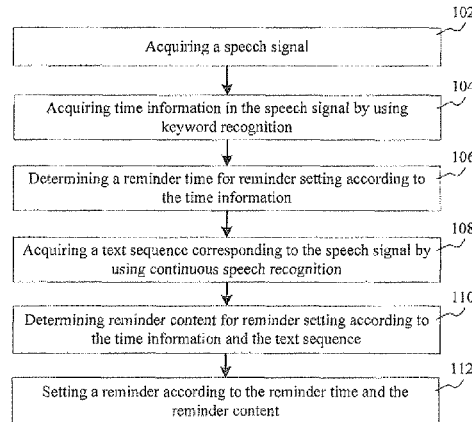 102
Acquiring a speech signal
104
Acquiring time information in the speech signal by using
keyword recognition
106
Determining a reminder time for reminder setting according to
the time information
108
Acquiring a text sequence corresponding to the speech signal by
using continuous speech recognition
110
Determining reminder content for reminder setting according to
the time information and the text sequence
112
Setting a reminder according to the reminder time and the
reminder content